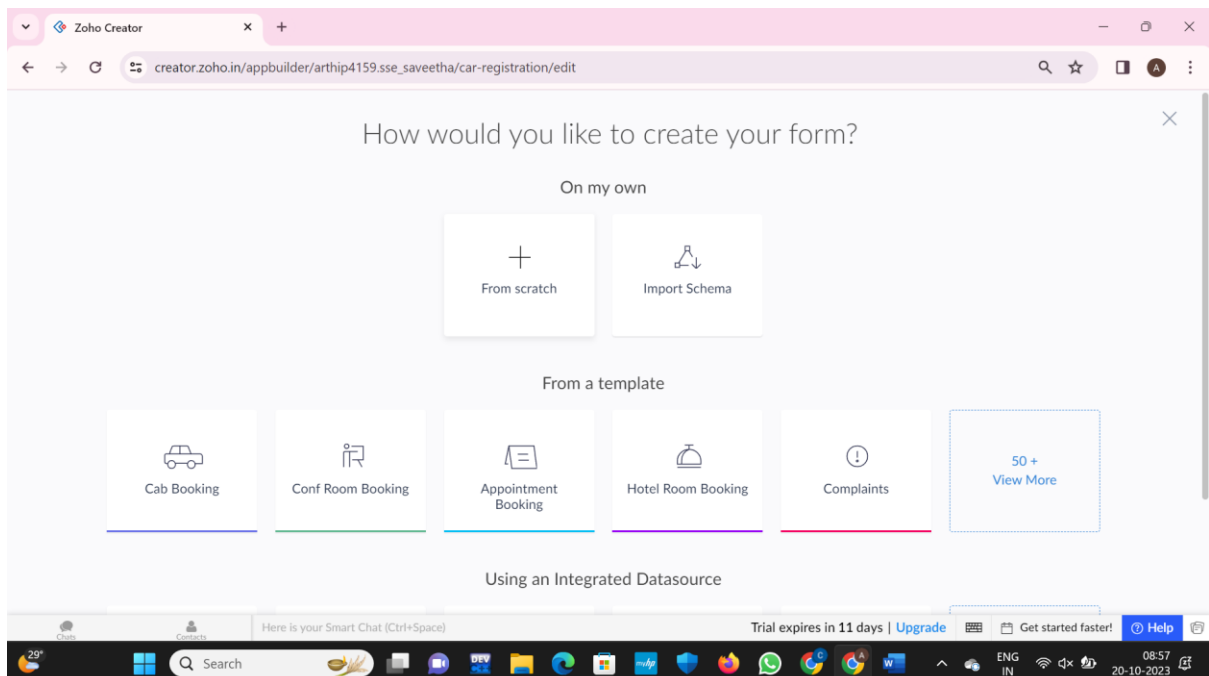 Zoho Creator
creator.zoho.in/appbuilder/arthip4159.sse_saveetha/car-registration/edit
A
How would you like to create your form?
On my own
From scratch
Import Schema
From a template
Cab Booking
Conf Room Booking
Appointment
Booking
Hotel Room Booking
Complaints
50 +
View More
Using an Integrated Datasource
Chats
Contacts
Here is your Smart Chat (Ctrl+Space)
Trial expires in 11 days | Upgrade
Get started faster!
Help
29°
Search
DEV
myhp
C
A
W
ENG
IN
08:57
20-10-2023